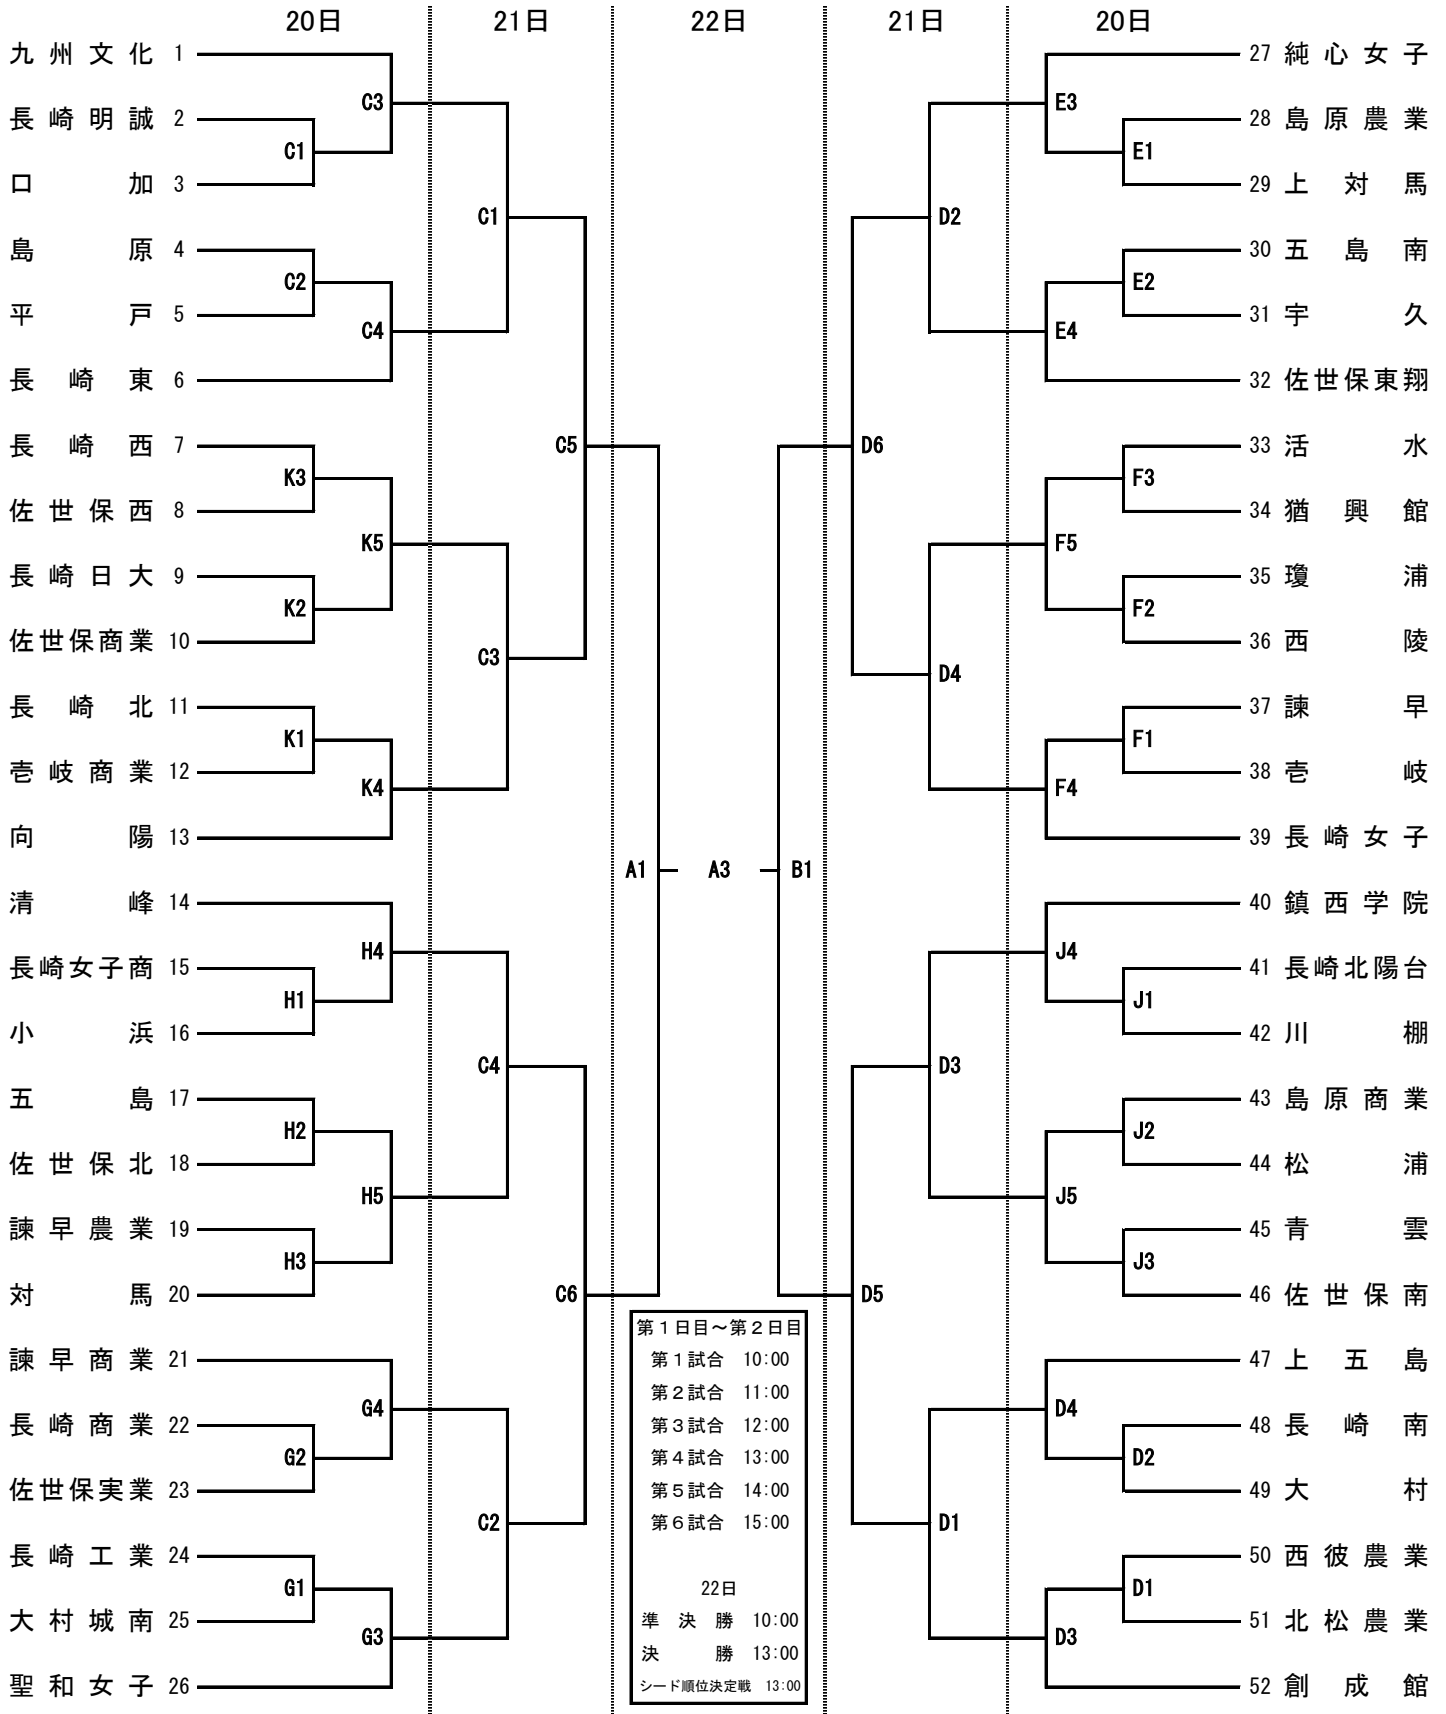 20日 21日 22日 21日 20日
九州文化 1
長崎明誠 2
口加 3
島原 4
平戸 5
長崎東 6
長崎西 7
佐世保西 8
長崎日大 9
佐世保商業 10
長崎北 11
壱岐商業 12
向陽 13
清峰 14
長崎女子商 15
小浜 16
五島 17
佐世保北 18
諫早農業 19
対馬 20
諫早商業 21
長崎商業 22
佐世保実業 23
長崎工業 24
大村城南 25
聖和女子 26
C3
C1
C2
C4
K3
K5
K2
K1
K4
H4
H1
H2
H5
H3
G4
G2
G1
G3
C1
C3
C4
C2
C5
C6
A1 A3 B1
第1日目~第2日目
第1試合 10:00
第2試合 11:00
第3試合 12:00
第4試合 13:00
第5試合 14:00
第6試合 15:00
22日
準決勝 10:00
決勝 13:00
シード順位決定戦 13:00
D6
D5
D2
D4
D3
D1
E3
E1
E2
E4
F3
F5
F2
F1
F4
J4
J1
J2
J5
J3
D4
D2
D1
D3
27 純心女子
28 島原農業
29 上対馬
30 五島南
31 宇久
32 佐世保東翔
33 活水
34 猶興館
35 瓊浦
36 西陵
37 諫早
38 壱岐
39 長崎女子
40 鎮西学院
41 長崎北陽台
42 川棚
43 島原商業
44 松浦
45 青雲
46 佐世保南
47 上五島
48 長崎南
49 大村
50 西彼農業
51 北松農業
52 創成館